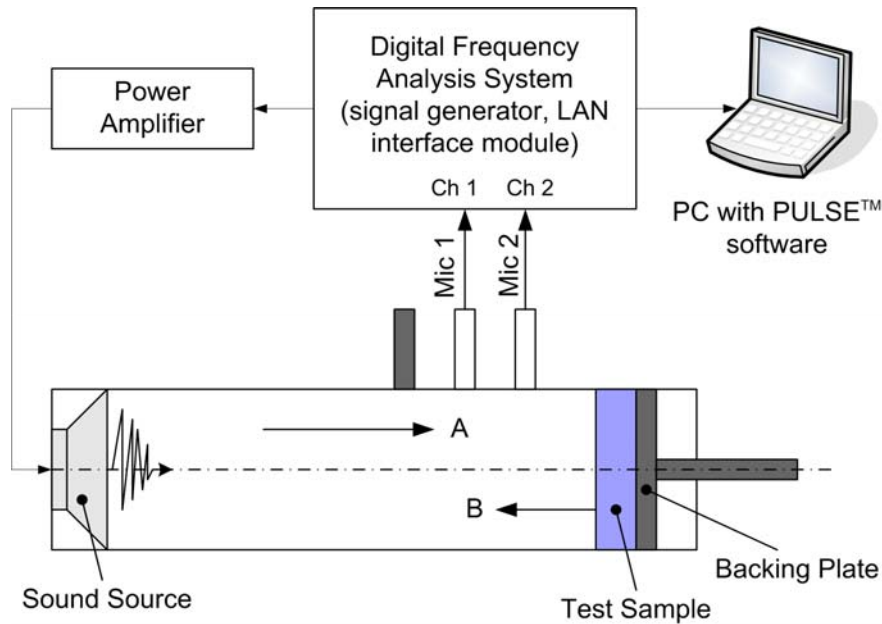 Digital Frequency
Analysis System
(signal generator, LAN
interface module)
Ch 1 Ch 2
Power
Amplifier
PC with PULSE™
software
Mic 1
Mic 2
A
B
Sound Source
Test Sample
Backing Plate